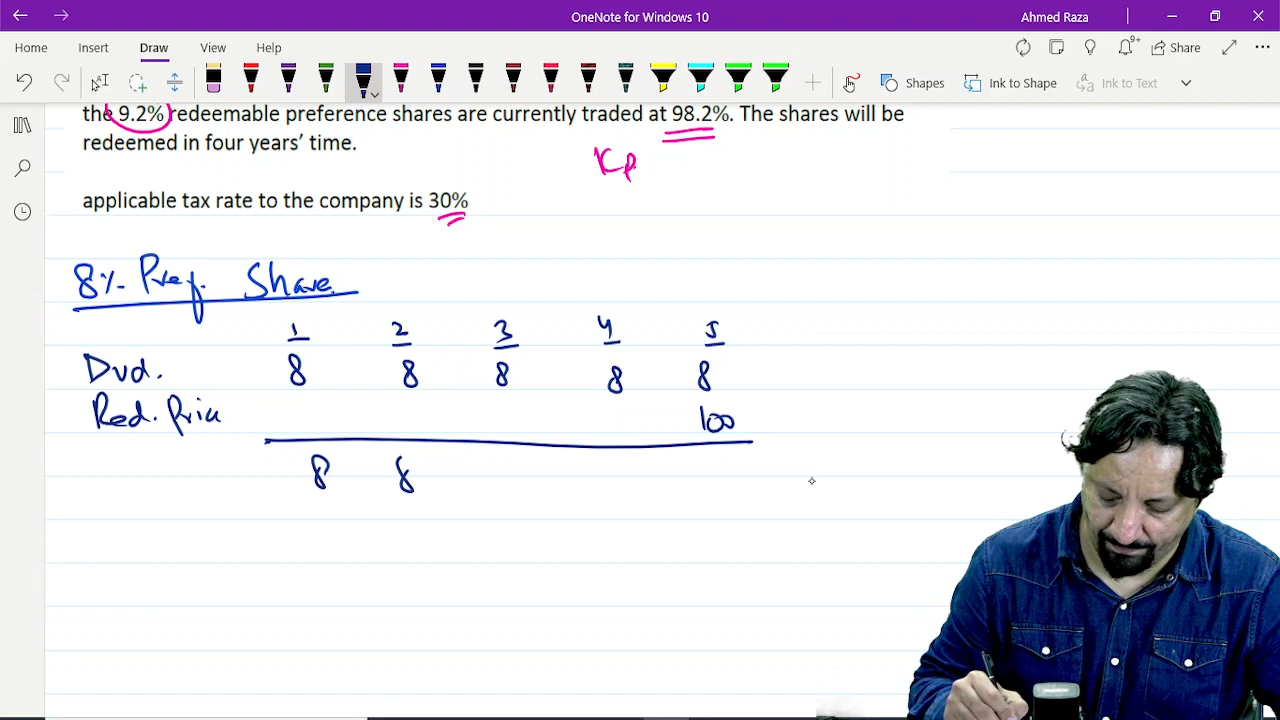 OneNote for Windows 10
Ahmed Raza
Home Insert Draw View Help
9+
Share
Shapes
Ink to Shape
Ink to Text
the 9.2% redeemable preference shares are currently traded at 98.2%. The shares will be
redeemed in four years' time.
Kp
applicable tax rate to the company is 30%
8% Pref. Share
1 2 3 4 5
Dvd. 8 8 8 8 8
Red. Price 100
8 8